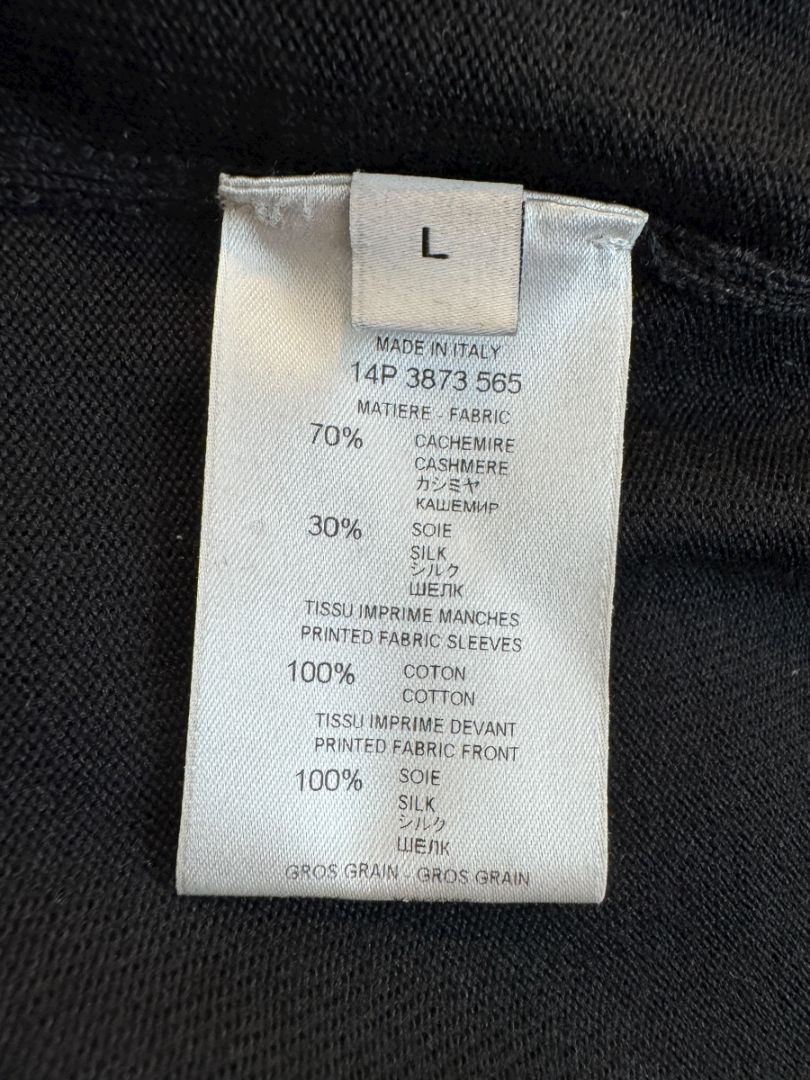 L
MADE IN ITALY
14P 3873 565
MATIERE - FABRIC
70% CACHEMIRE
CASHMERE
カシミヤ
КАШЕМИР
30% SOIE
SILK
シルク
ШЕЛК
TISSU IMPRIME MANCHES
PRINTED FABRIC SLEEVES
100% COTON
COTTON
TISSU IMPRIME DEVANT
PRINTED FABRIC FRONT
100% SOIE
SILK
シルク
ШЕЛК
GROS GRAIN - GROS GRAIN